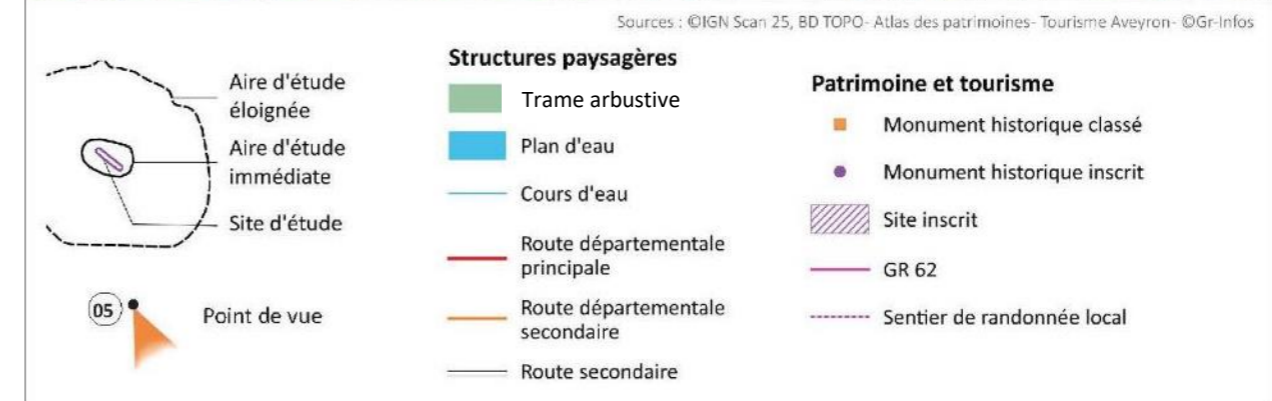 Sources : ©IGN Scan 25, BD TOPO- Atlas des patrimoines- Tourisme Aveyron- ©Gr-Infos
Aire d'étude
éloignée
Aire d'étude
immédiate
Site d'étude
05
Point de vue
Structures paysagères
Trame arbustive
Plan d'eau
Cours d'eau
Route départementale
principale
Route départementale
secondaire
Route secondaire
Patrimoine et tourisme
Monument historique classé
Monument historique inscrit
Site inscrit
GR 62
Sentier de randonnée local